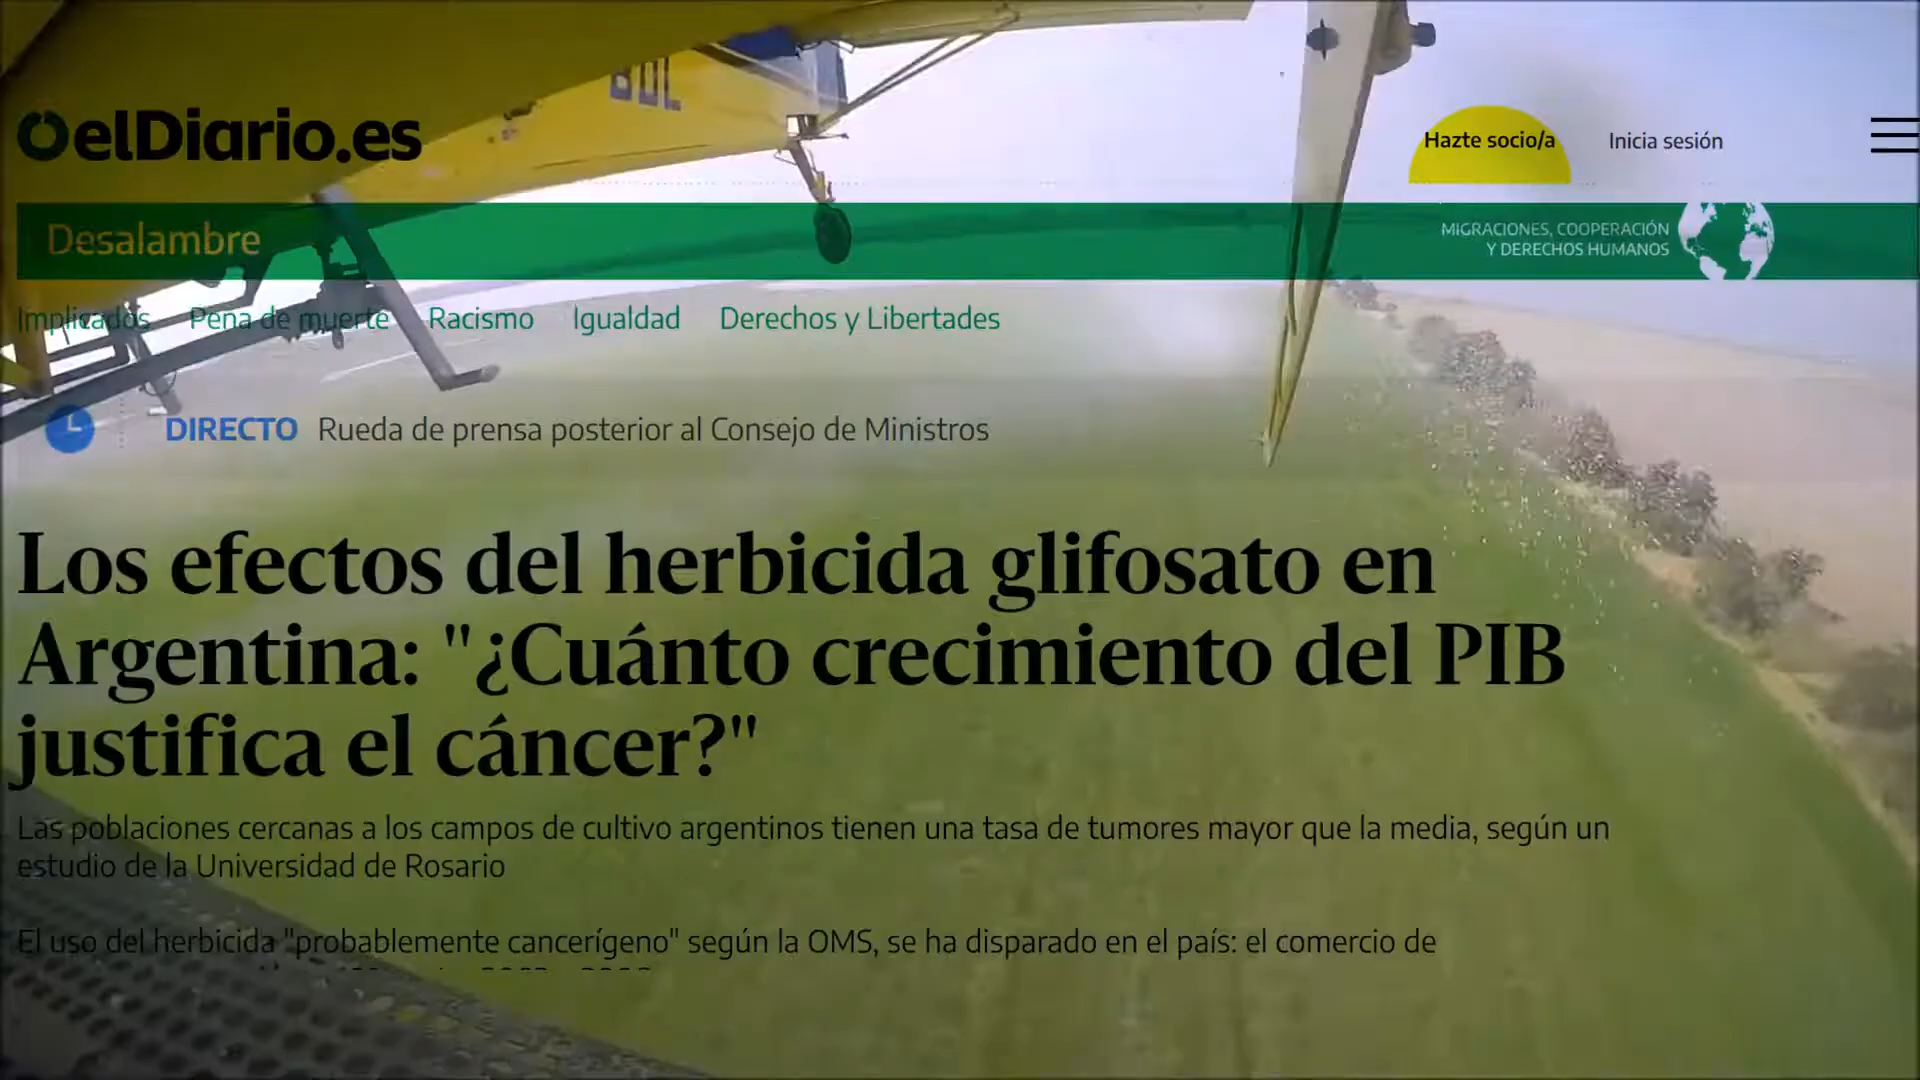 BDL
elDiario.es
Hazte socio/a
Inicia sesión
Desalambre
MIGRACIONES, COOPERACIÓN
Y DERECHOS HUMANOS
Implicados Pena de muerte Racismo Igualdad Derechos y Libertades
DIRECTO Rueda de prensa posterior al Consejo de Ministros
Los efectos del herbicida glifosato en
Argentina: "¿Cuánto crecimiento del PIB
justifica el cáncer?"
Las poblaciones cercanas a los campos de cultivo argentinos tienen una tasa de tumores mayor que la media, según un
estudio de la Universidad de Rosario
El uso del herbicida "probablemente cancerígeno" según la OMS, se ha disparado en el país: el comercio de